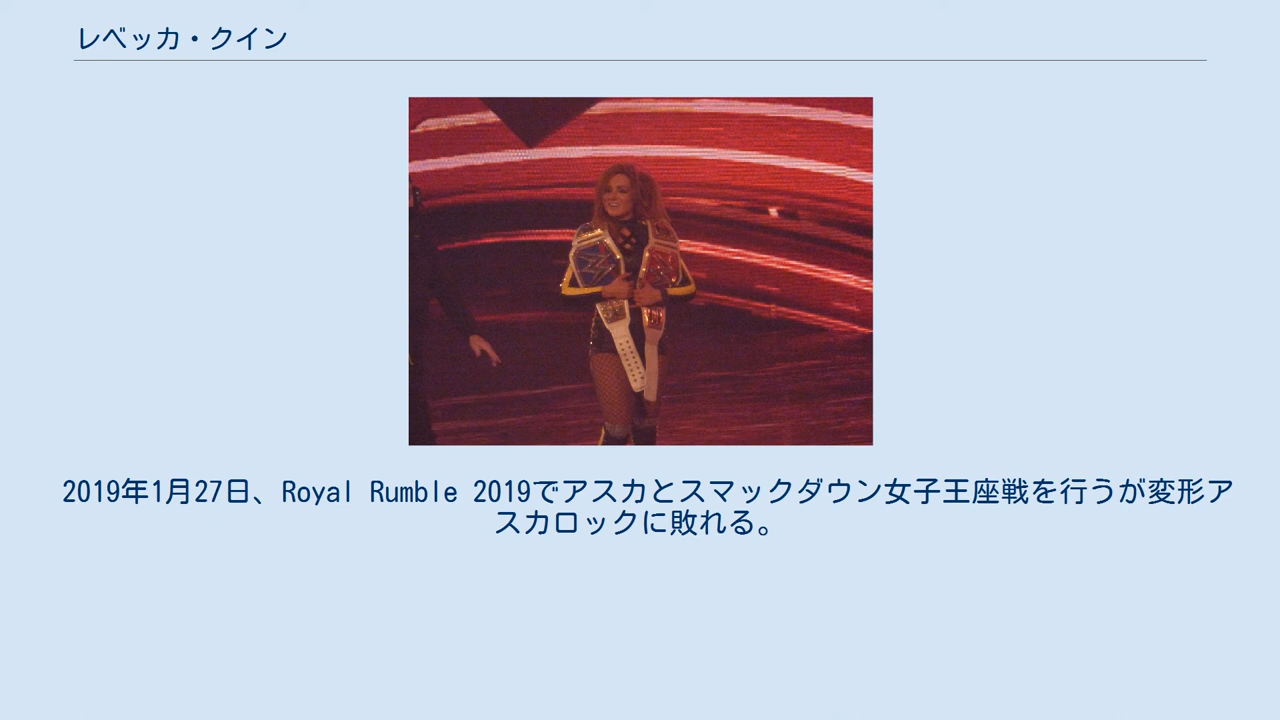 レベッカ・クイン
2019年1月27日、Royal Rumble 2019でアスカとスマックダウン女子王座戦を行うが変形ア
スカロックに敗れる。